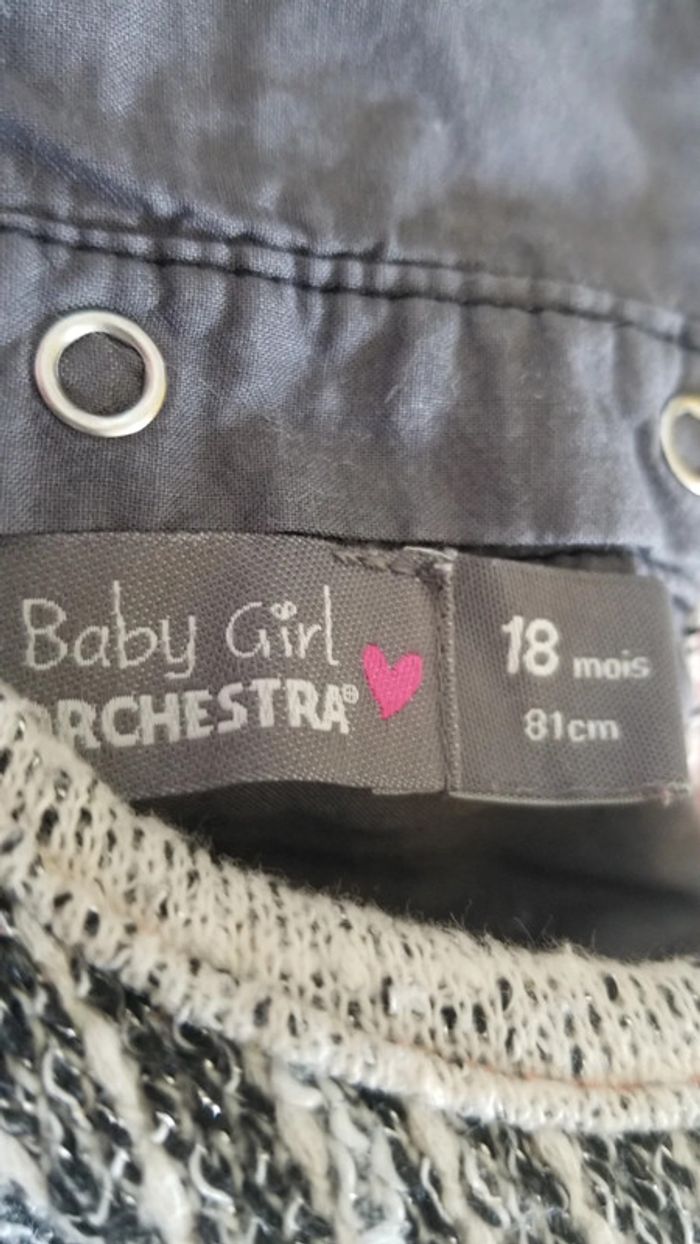 Baby Girl
ORCHESTRA®
18 mois
81cm